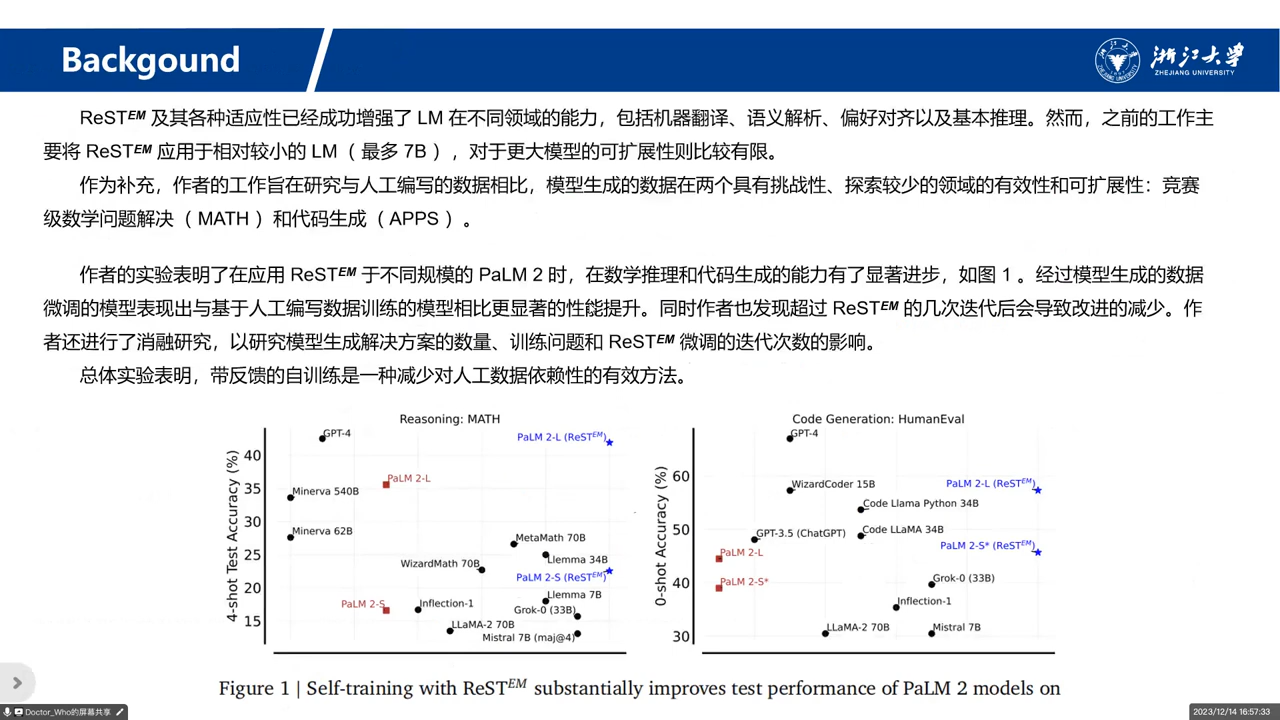 Backgound
浙江大学
ZHEJIANG UNIVERSITY
ReSTᴱᴹ 及其各种适应性已经成功增强了 LM 在不同领域的能力，包括机器翻译、语义解析、偏好对齐以及基本推理。然而，之前的工作主
要将 ReSTᴱᴹ 应用于相对较小的 LM（ 最多 7B ），对于更大模型的可扩展性则比较有限。
作为补充，作者的工作旨在研究与人工编写的数据相比，模型生成的数据在两个具有挑战性、探索较少的领域的有效性和可扩展性：竞赛
级数学问题解决（ MATH ）和代码生成（ APPS ）。
作者的实验表明了在应用 ReSTᴱᴹ 于不同规模的 PaLM 2 时，在数学推理和代码生成的能力有了显著进步，如图 1 。经过模型生成的数据
微调的模型表现出与基于人工编写数据训练的模型相比更显著的性能提升。同时作者也发现超过 ReSTᴱᴹ 的几次迭代后会导致改进的减少。作
者还进行了消融研究，以研究模型生成解决方案的数量、训练问题和 ReSTᴱᴹ 微调的迭代次数的影响。
总体实验表明，带反馈的自训练是一种减少对人工数据依赖性的有效方法。
Reasoning: MATH
4-shot Test Accuracy (%)
40
35
30
25
20
15
GPT-4
PaLM 2-L (ReSTᴱᴹ)
PaLM 2-L
Minerva 540B
Minerva 62B
MetaMath 70B
Llemma 34B
WizardMath 70B
PaLM 2-S (ReSTᴱᴹ)
Llemma 7B
PaLM 2-S
Inflection-1
Grok-0 (33B)
LLaMA-2 70B
Mistral 7B (maj@4)
Code Generation: HumanEval
0-shot Accuracy (%)
60
50
40
30
GPT-4
WizardCoder 15B
PaLM 2-L (ReSTᴱᴹ)
Code Llama Python 34B
GPT-3.5 (ChatGPT)
Code LLaMA 34B
PaLM 2-L
PaLM 2-S* (ReSTᴱᴹ)
PaLM 2-S*
Grok-0 (33B)
Inflection-1
LLaMA-2 70B
Mistral 7B
Figure 1 | Self-training with ReSTᴱᴹ substantially improves test performance of PaLM 2 models on
Doctor_Who的屏幕共享
2023/12/14 16:57:33